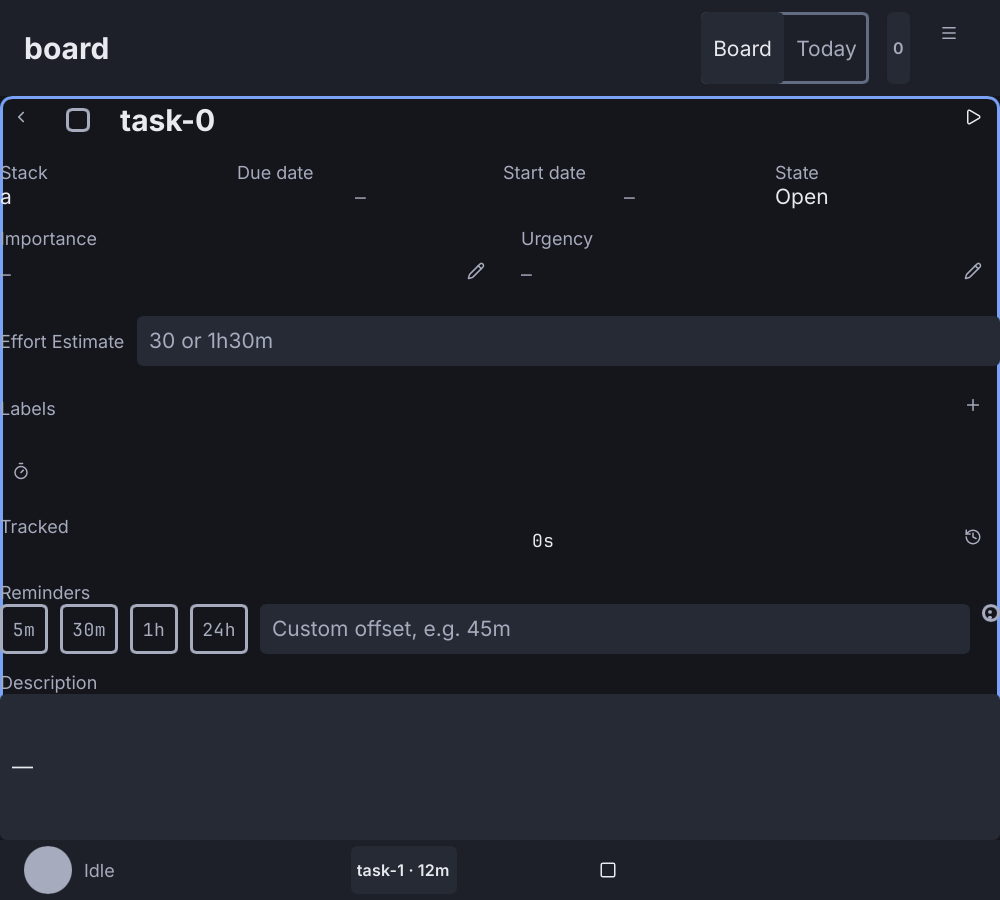 board
Board Today 0
task-0
Stack Due date Start date State
a – – Open
Importance Urgency
– –
Effort Estimate 30 or 1h30m
Labels
Tracked
0s
Reminders
5m 30m 1h 24h Custom offset, e.g. 45m
Description
—
Idle task-1 · 12m